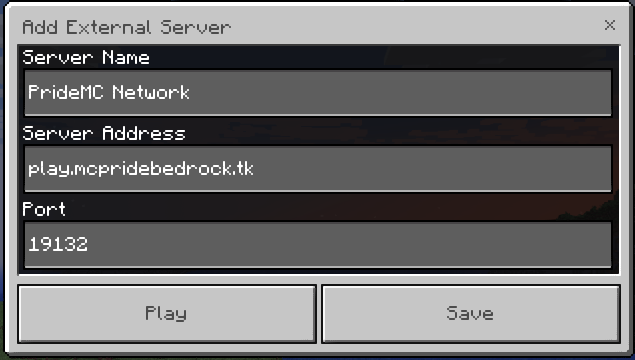 Add External Server
×
Server Name
PrideMC Network
Server Address
play.mcpridebedrock.tk
Port
19132
Play
Save